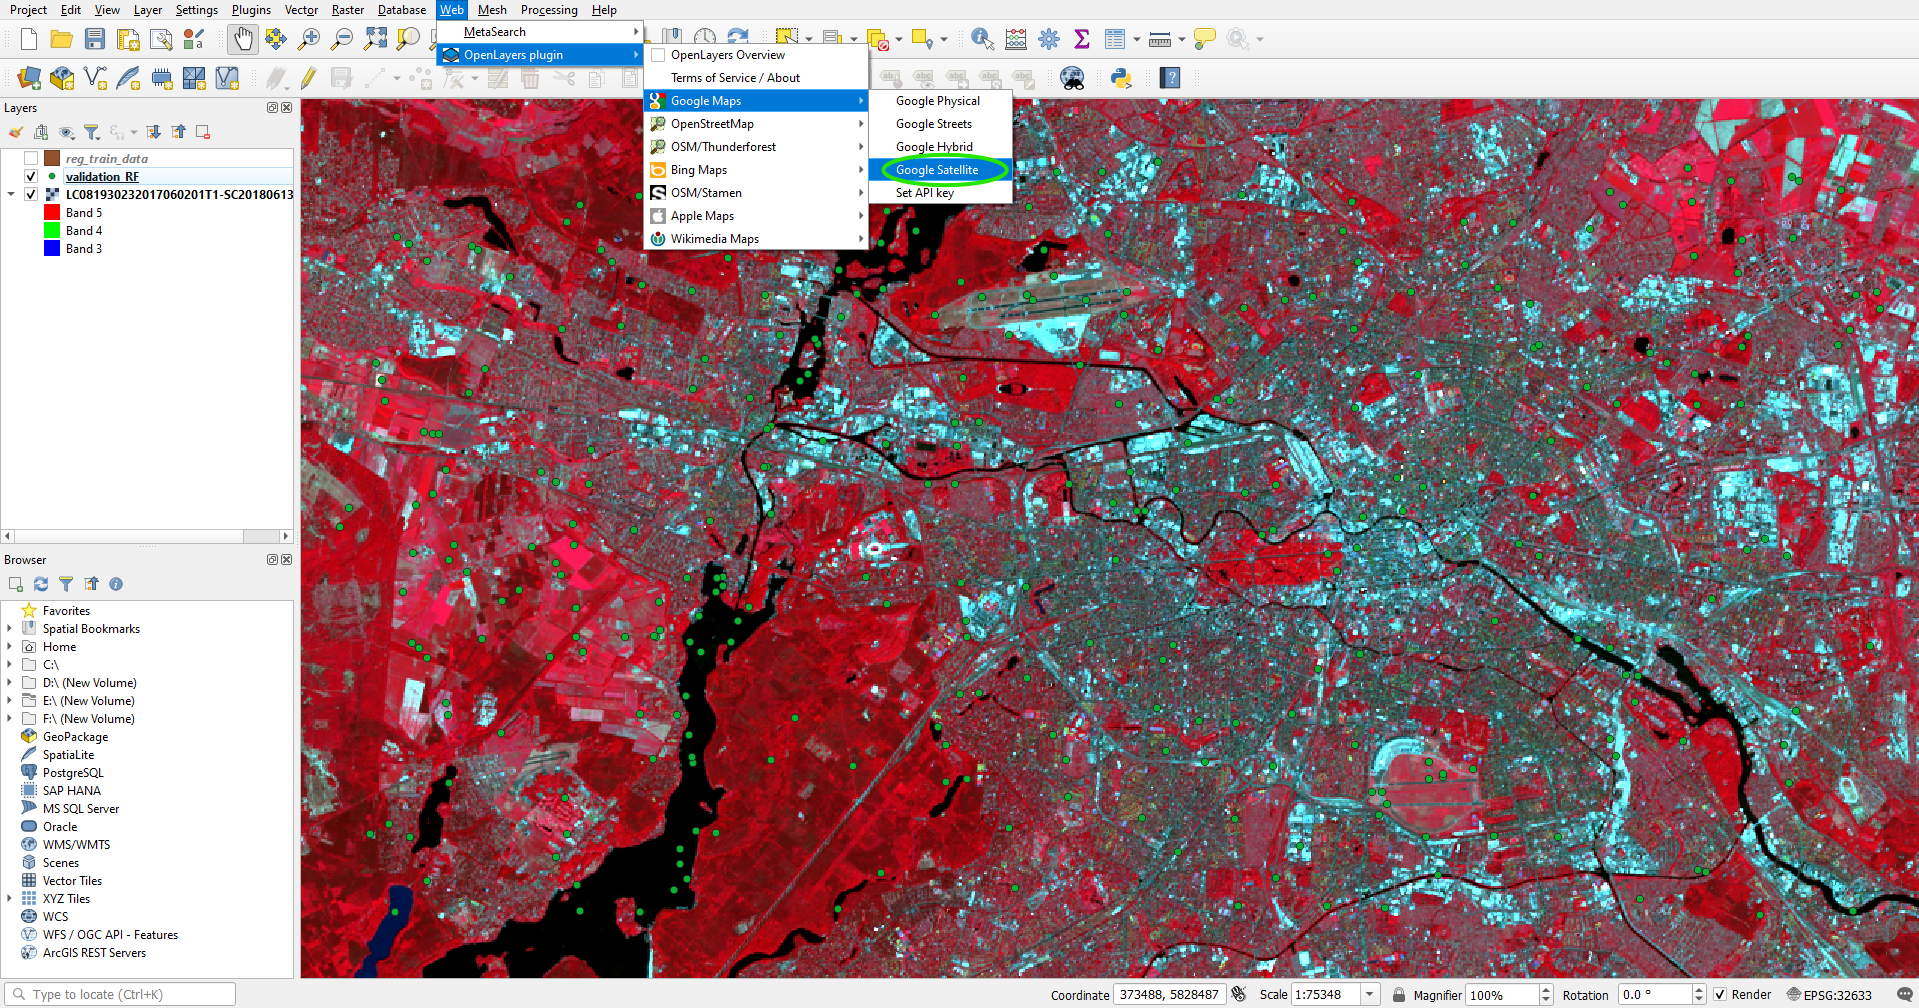 Project Edit View Layer Settings Plugins Vector Raster Database Web Mesh Processing Help
MetaSearch
OpenLayers plugin
OpenLayers Overview
Terms of Service / About
Google Maps
OpenStreetMap
OSM/Thunderforest
Bing Maps
OSM/Stamen
Apple Maps
Wikimedia Maps
Google Physical
Google Streets
Google Hybrid
Google Satellite
Set API key
Layers
reg_train_data
validation_RF
LC081930232017060201T1-SC20180613
Band 5
Band 4
Band 3
Browser
Favorites
Spatial Bookmarks
Home
C:\
D:\ (New Volume)
E:\ (New Volume)
F:\ (New Volume)
GeoPackage
SpatiaLite
PostgreSQL
SAP HANA
MS SQL Server
Oracle
WMS/WMTS
Scenes
Vector Tiles
XYZ Tiles
WCS
WFS / OGC API - Features
ArcGIS REST Servers
Type to locate (Ctrl+K)
Coordinate 373488, 5828487 Scale 1:75348 Magnifier 100% Rotation 0.0 ° Render EPSG:32633